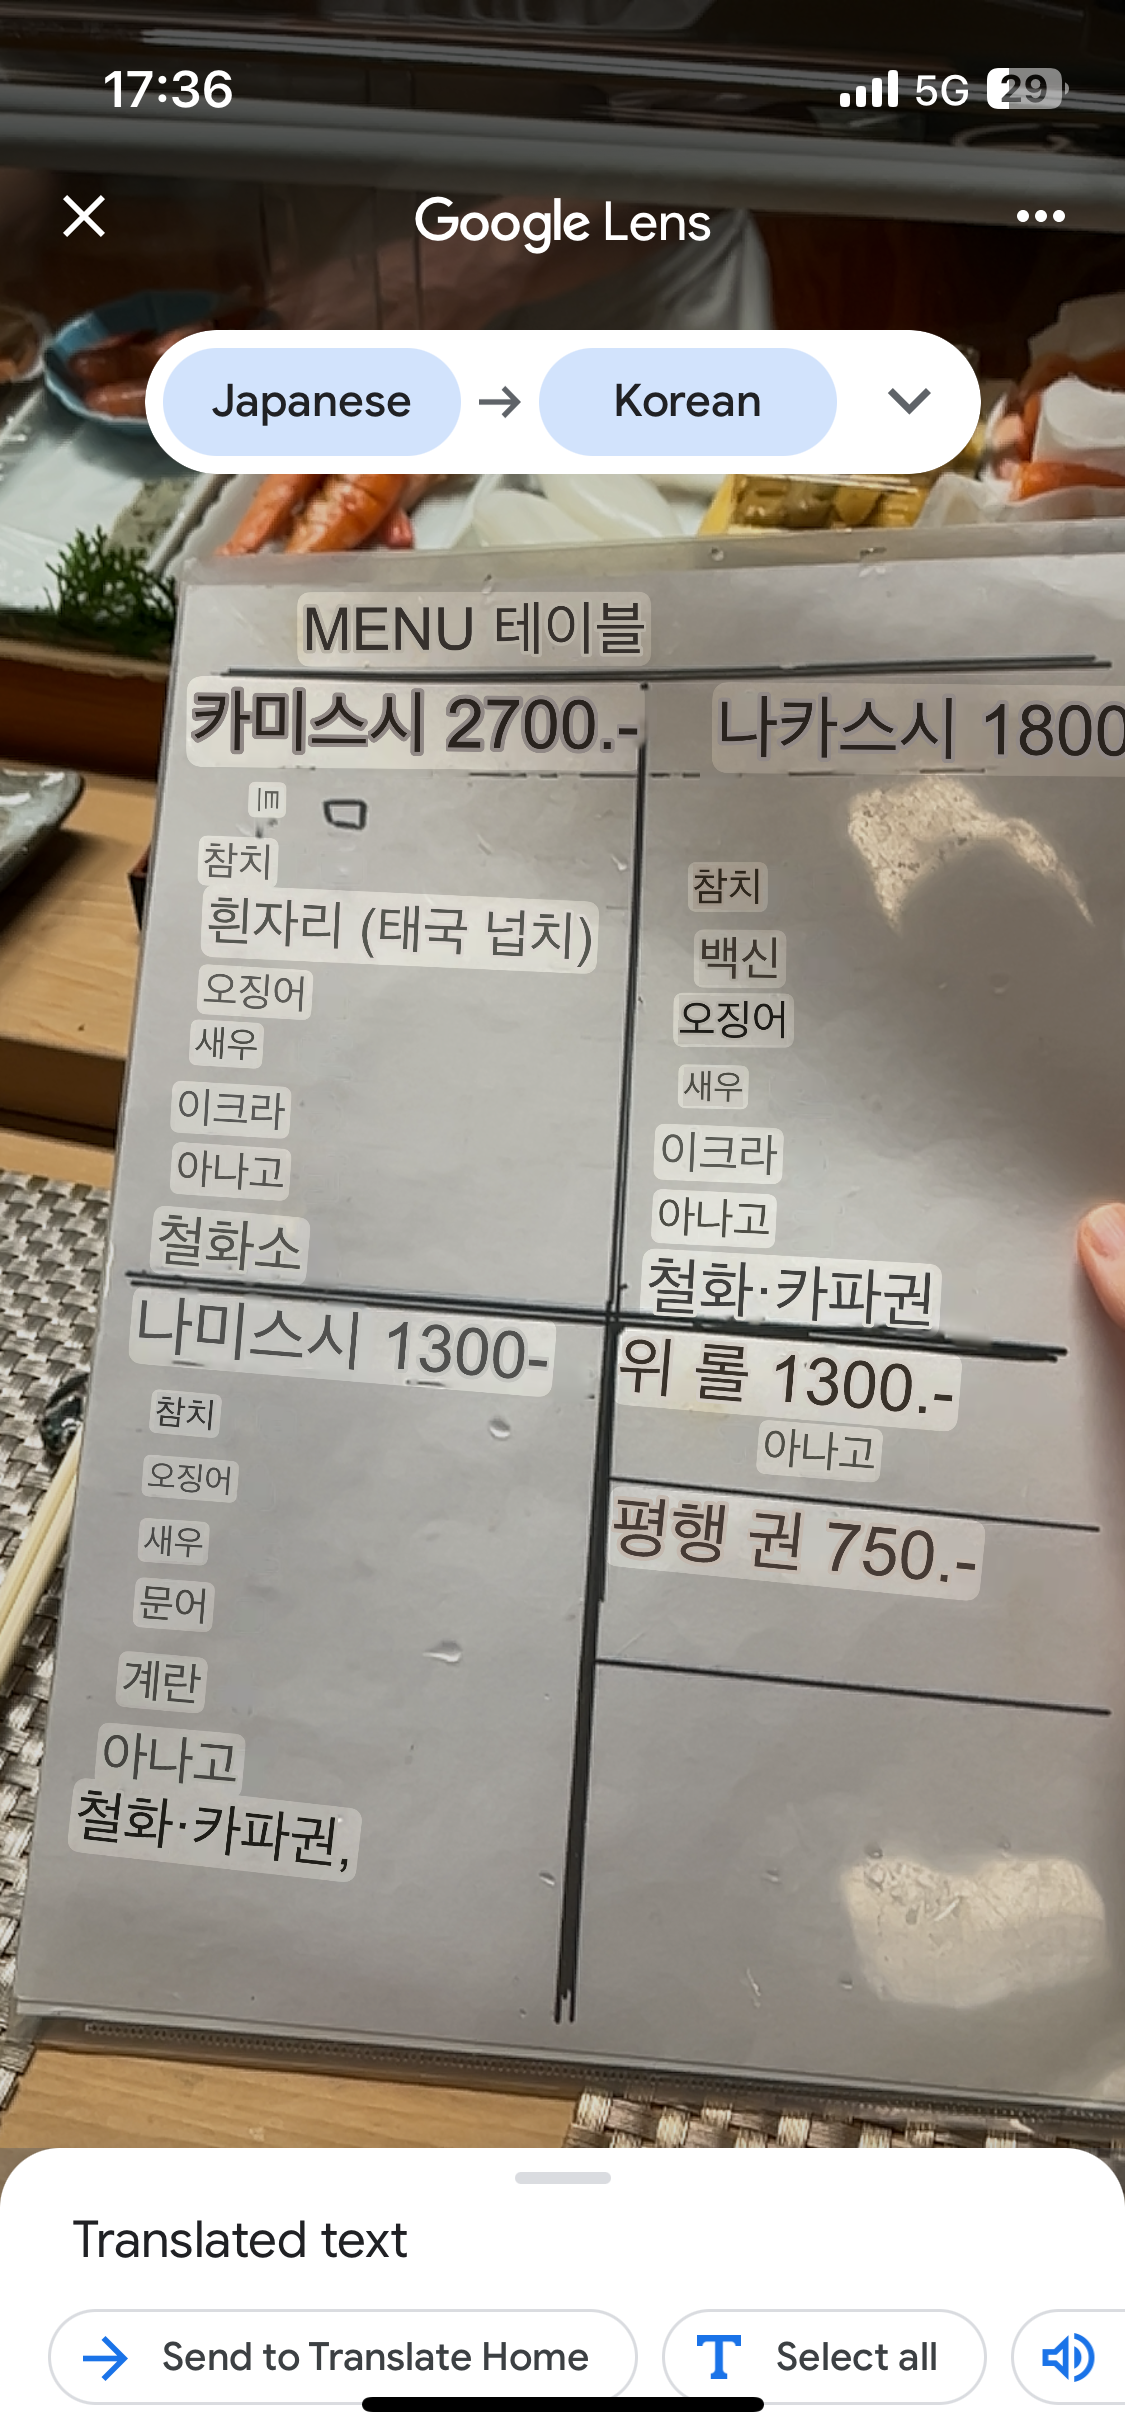 17:36
5G 29
Google Lens
Japanese → Korean
MENU 테이블
카미스시 2700.-
트
ロ
참치
흰자리 (태국 넙치)
오징어
새우
이크라
아나고
철화소
나카스시 1800
참치
백신
오징어
새우
이크라
아나고
철화·카파권
나미스시 1300-
참치
오징어
새우
문어
계란
아나고
철화·카파권,
위 롤 1300.-
아나고
평행 권 750.-
Translated text
Send to Translate Home
Select all